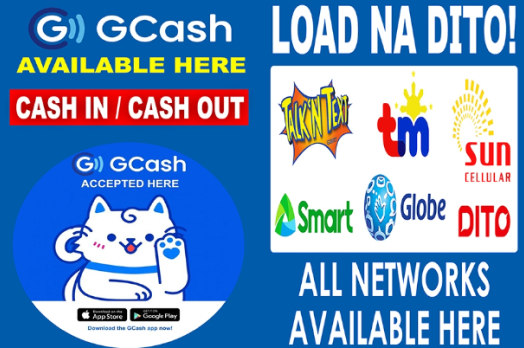 GCash
AVAILABLE HERE
CASH IN / CASH OUT
GCash
ACCEPTED HERE
Download on the
App Store
GET IT ON
Google Play
Download the GCash app now!
LOAD NA DITO!
TALK'N TEXT
tm
SUN
CELLULAR
Smart
Globe
DITO
ALL NETWORKS
AVAILABLE HERE